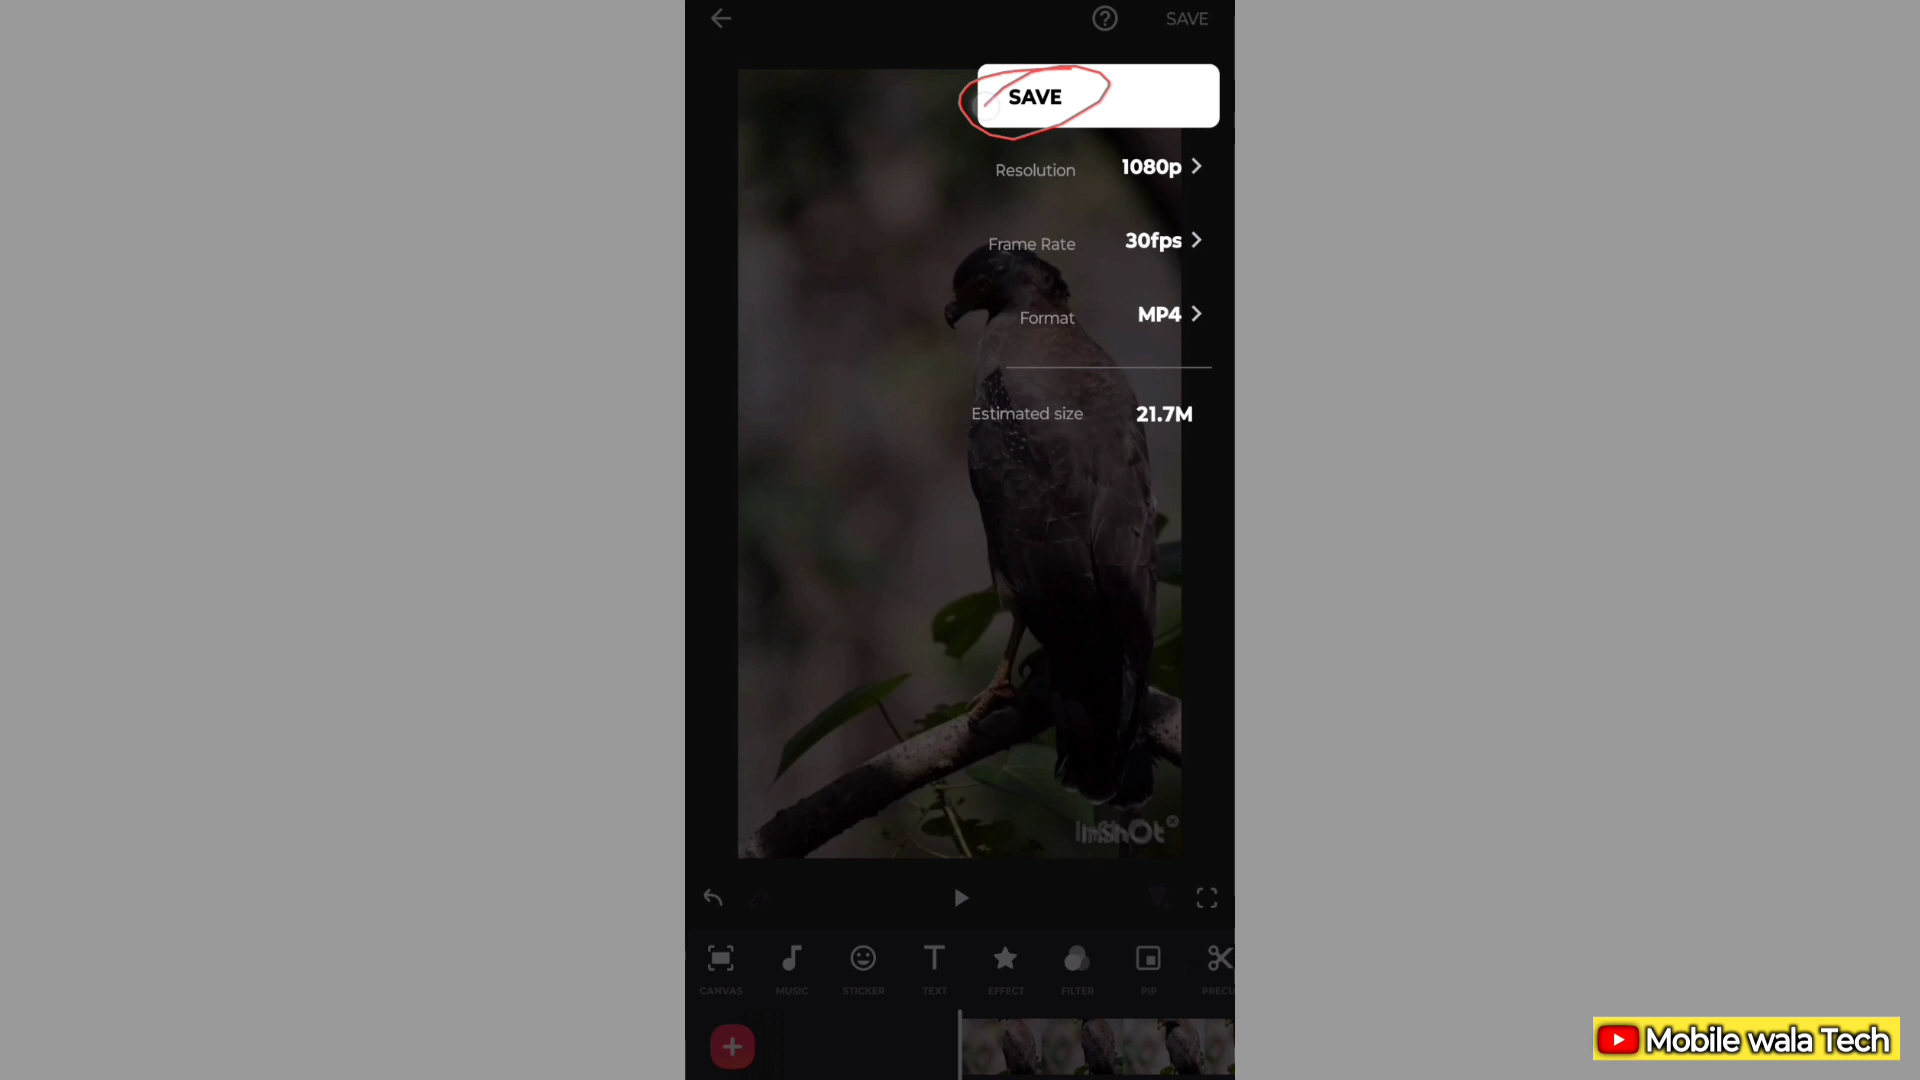 SAVE
SAVE
Resolution 1080p
Frame Rate 30fps
Format MP4
Estimated size 21.7M
InShOt
CANVAS MUSIC STICKER TEXT EFFECT FILTER PIP PRECU
Mobile wala Tech